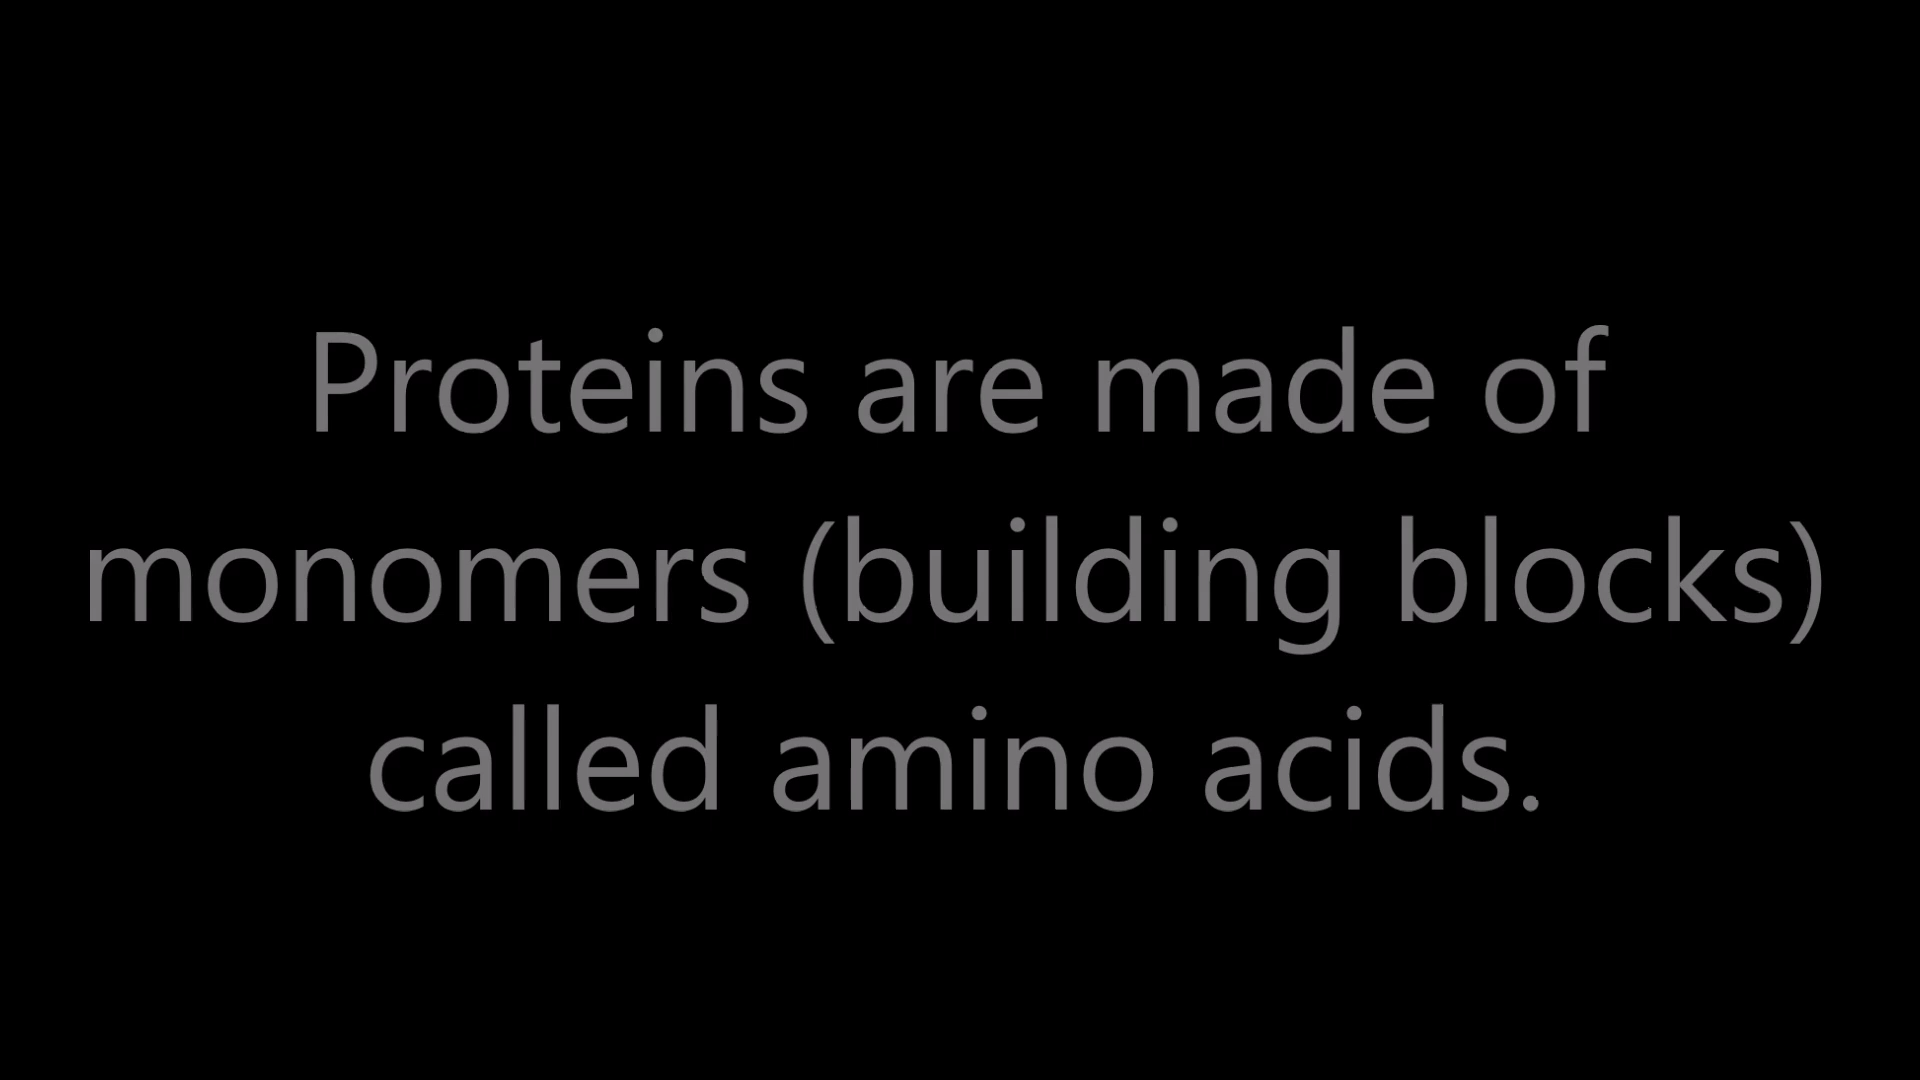 Proteins are made of
monomers (building blocks)
called amino acids.